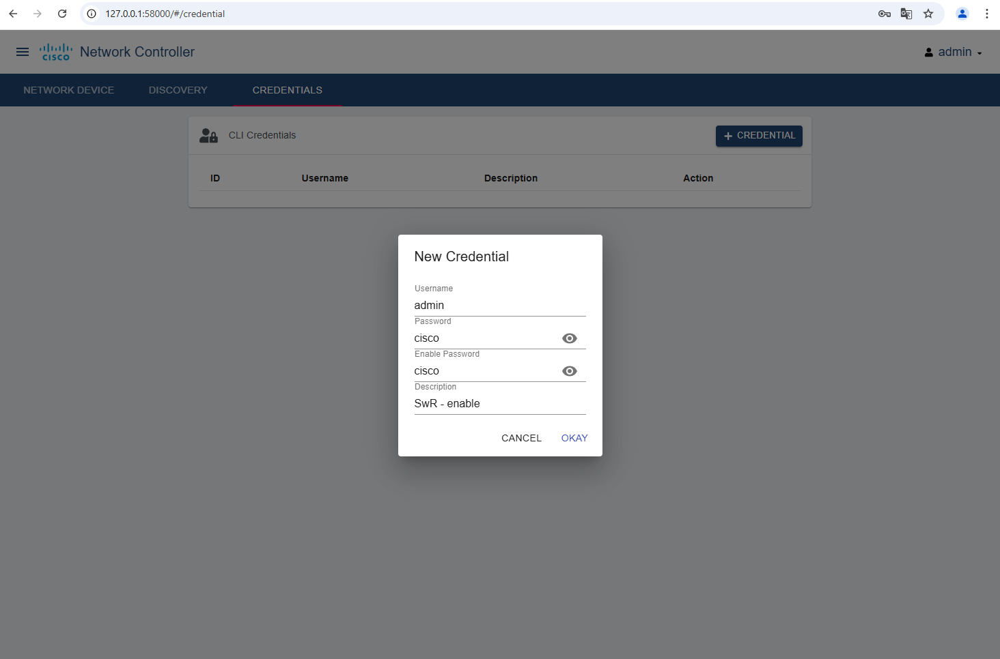 127.0.0.1:58000/#/credential
cisco Network Controller admin
NETWORK DEVICE DISCOVERY CREDENTIALS
CLI Credentials + CREDENTIAL
ID Username Description Action
New Credential
Username
admin
Password
cisco
Enable Password
cisco
Description
SwR - enable
CANCEL OKAY